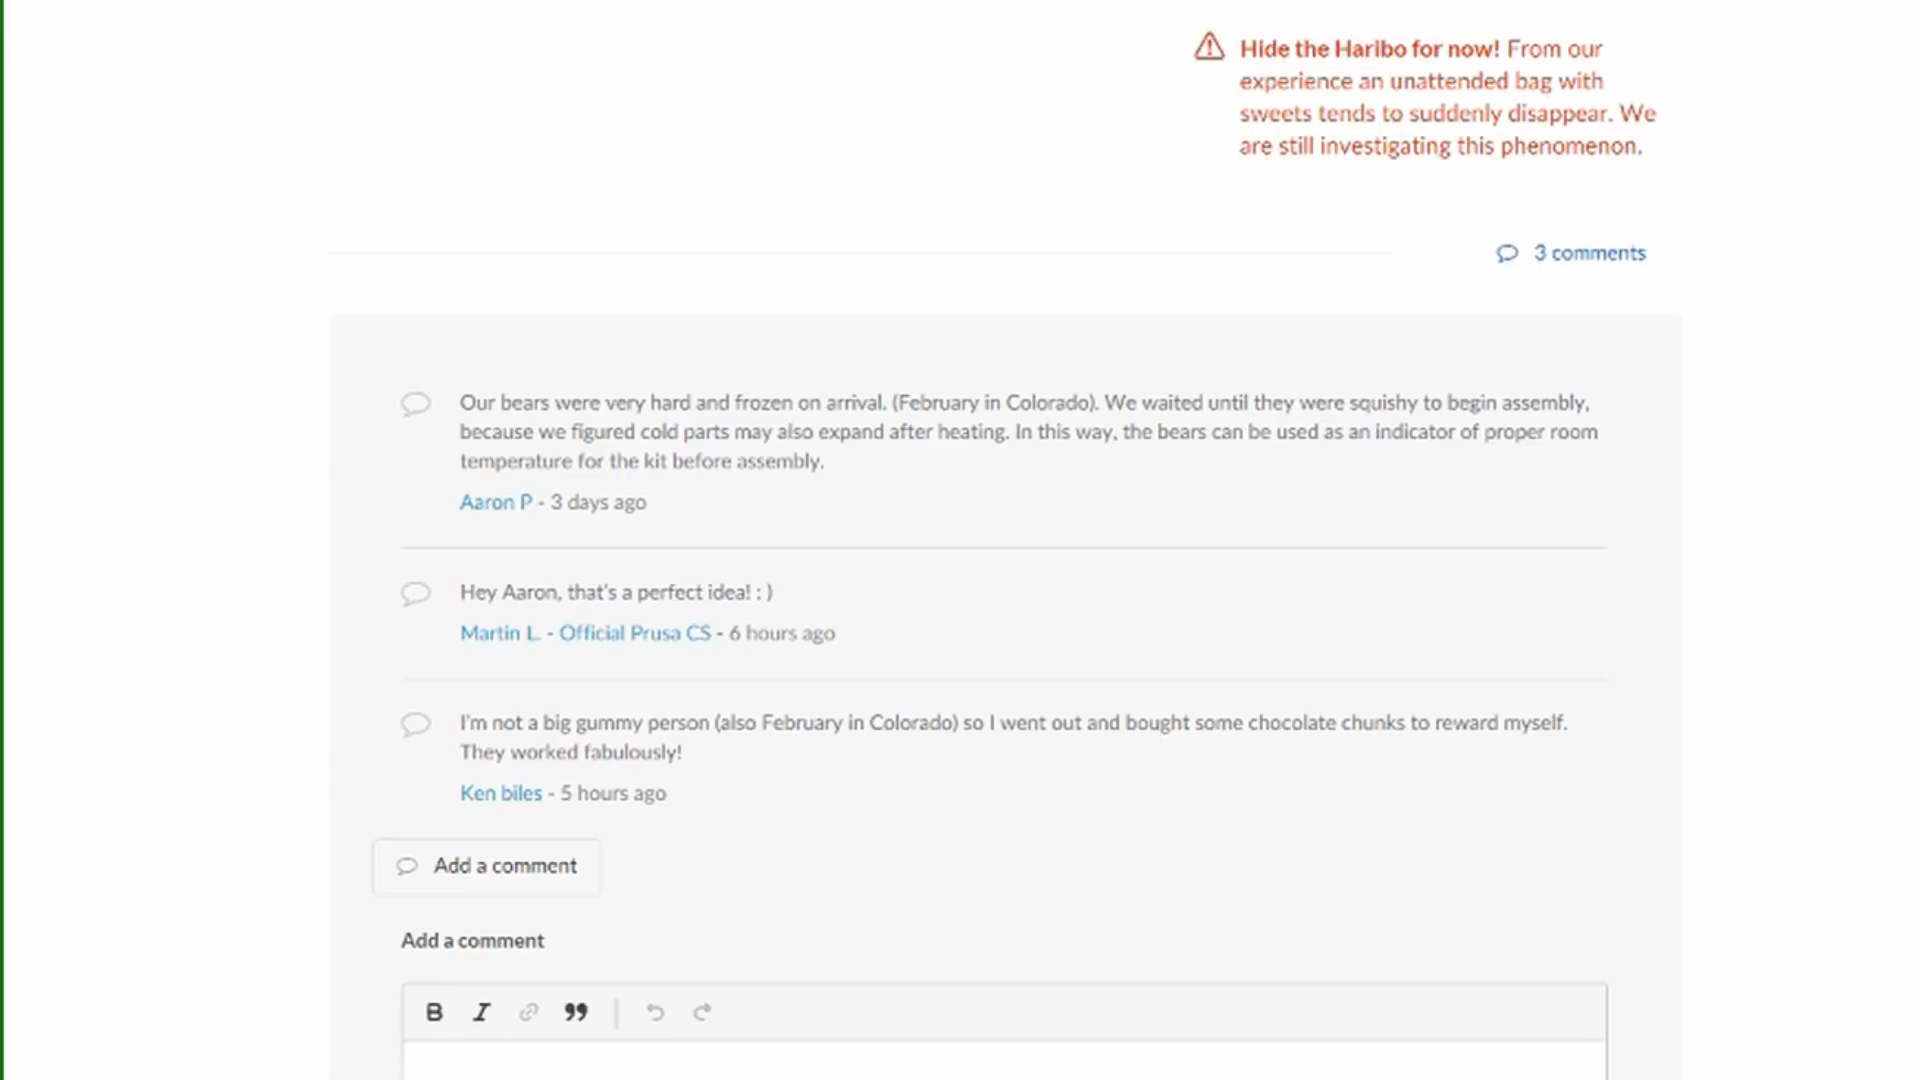 Hide the Haribo for now! From our
experience an unattended bag with
sweets tends to suddenly disappear. We
are still investigating this phenomenon.
3 comments
Our bears were very hard and frozen on arrival. (February in Colorado). We waited until they were squishy to begin assembly,
because we figured cold parts may also expand after heating. In this way, the bears can be used as an indicator of proper room
temperature for the kit before assembly.
Aaron P - 3 days ago
Hey Aaron, that's a perfect idea! : )
Martin L. - Official Prusa CS - 6 hours ago
I'm not a big gummy person (also February in Colorado) so I went out and bought some chocolate chunks to reward myself.
They worked fabulously!
Ken biles - 5 hours ago
Add a comment
Add a comment
B I